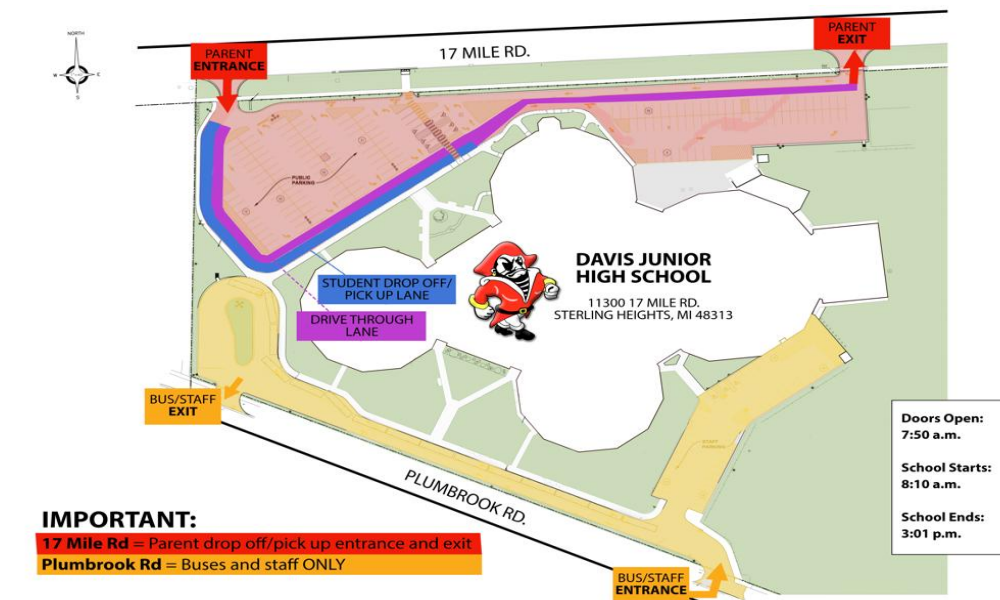 NORTH
W
E
S
PARENT
ENTRANCE
17 MILE RD.
PARENT
EXIT
PUBLIC
PARKING
STUDENT DROP OFF/
PICK UP LANE
DRIVE THROUGH
LANE
DAVIS JUNIOR
HIGH SCHOOL
11300 17 MILE RD.
STERLING HEIGHTS, MI 48313
BUS/STAFF
EXIT
STAFF
PARKING
Doors Open:
7:50 a.m.
School Starts:
8:10 a.m.
School Ends:
3:01 p.m.
PLUMBROOK RD.
IMPORTANT:
17 Mile Rd = Parent drop off/pick up entrance and exit
Plumbrook Rd = Buses and staff ONLY
BUS/STAFF
ENTRANCE